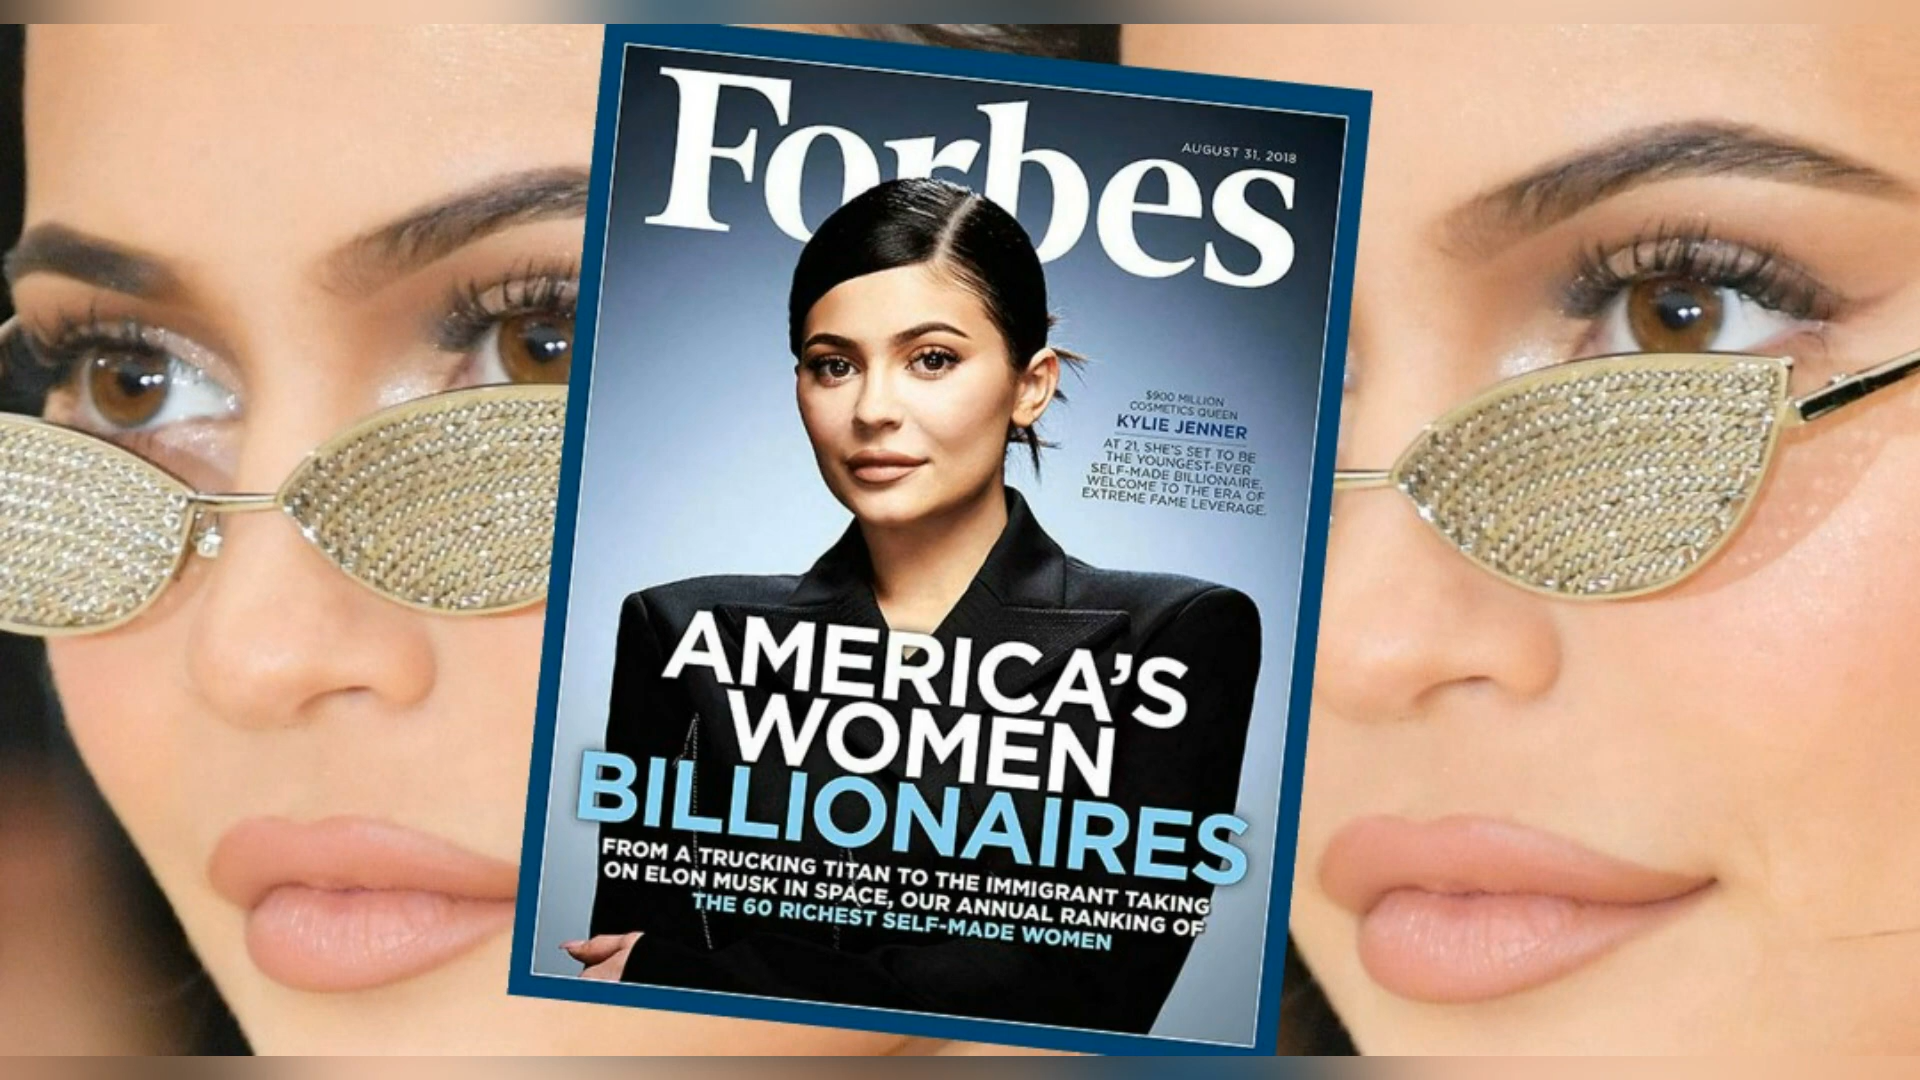 Forbes
AUGUST 31, 2018
$900 MILLION
COSMETICS QUEEN
KYLIE JENNER
AT 21, SHE'S SET TO BE
THE YOUNGEST-EVER
SELF-MADE BILLIONAIRE.
WELCOME TO THE ERA OF
EXTREME FAME LEVERAGE.
AMERICA'S
WOMEN
BILLIONAIRES
FROM A TRUCKING TITAN TO THE IMMIGRANT TAKING
ON ELON MUSK IN SPACE, OUR ANNUAL RANKING OF
THE 60 RICHEST SELF-MADE WOMEN